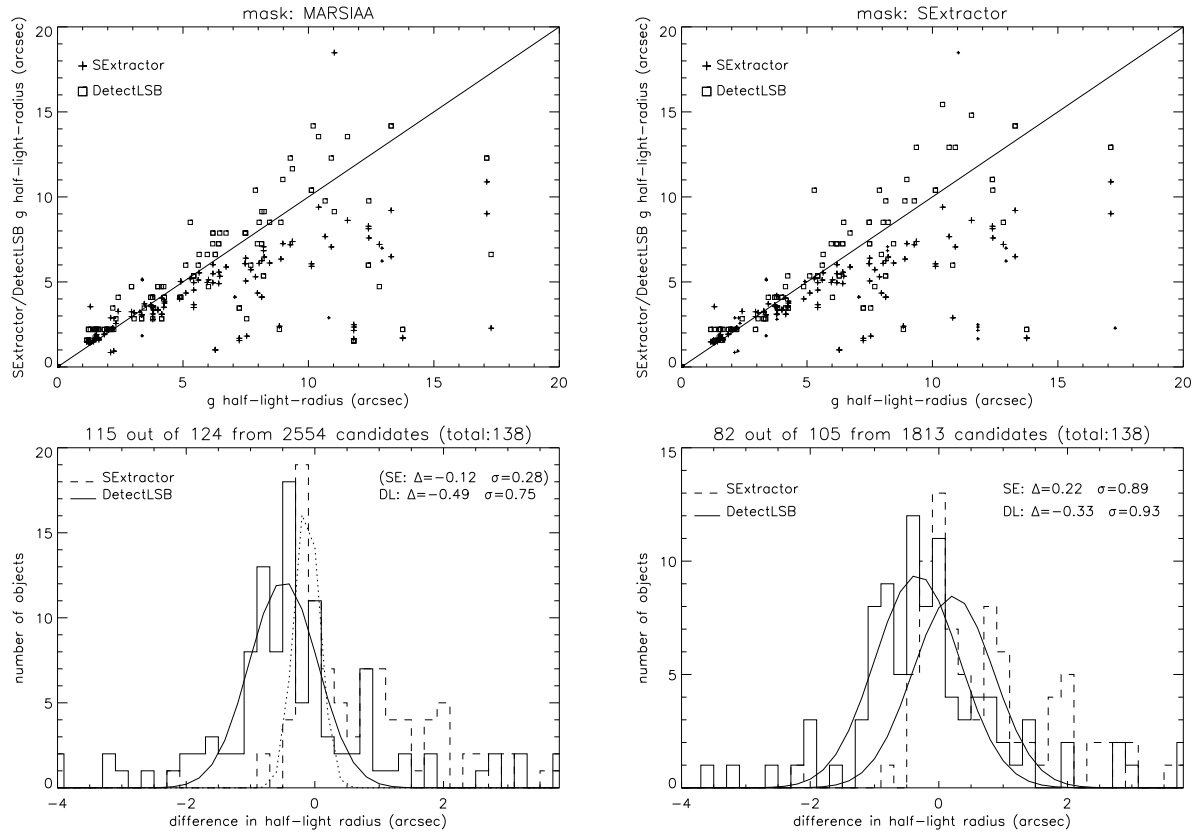 mask: MARSIAA
SExtractor/DetectLSB g half-light-radius (arcsec)
20
15
10
5
0
+ SExtractor
□ DetectLSB
0 5 10 15 20
g half-light-radius (arcsec)
mask: SExtractor
SExtractor/DetectLSB g half-light-radius (arcsec)
20
15
10
5
0
+ SExtractor
□ DetectLSB
0 5 10 15 20
g half-light-radius (arcsec)
115 out of 124 from 2554 candidates (total:138)
number of objects
20
15
10
5
0
SExtractor
DetectLSB
(SE: Δ=−0.12 σ=0.28)
DL: Δ=−0.49 σ=0.75
−4 −2 0 2
difference in half-light radius (arcsec)
82 out of 105 from 1813 candidates (total:138)
number of objects
15
10
5
0
SExtractor
DetectLSB
SE: Δ=0.22 σ=0.89
DL: Δ=−0.33 σ=0.93
−4 −2 0 2
difference in half-light radius (arcsec)